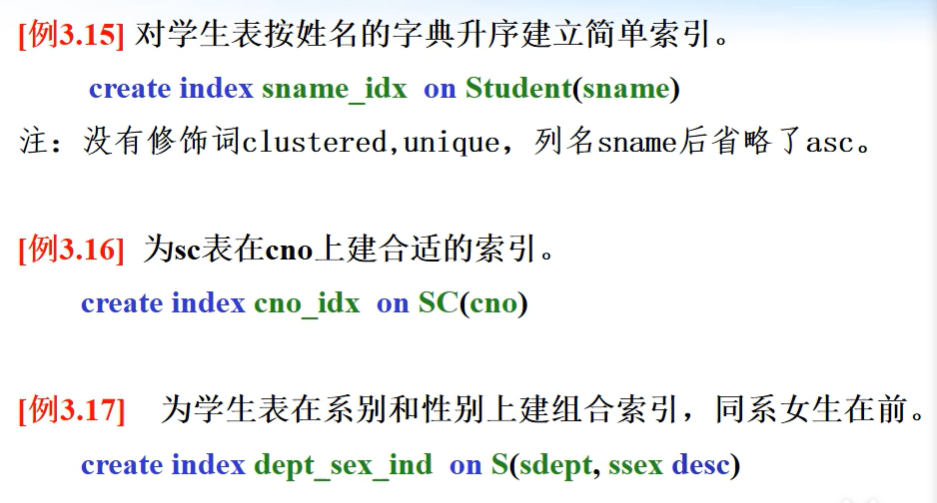 [例3.15] 对学生表按姓名的字典升序建立简单索引。
create index sname_idx on Student(sname)
注：没有修饰词clustered,unique，列名sname后省略了asc。
[例3.16] 为sc表在cno上建合适的索引。
create index cno_idx on SC(cno)
[例3.17] 为学生表在系别和性别上建组合索引，同系女生在前。
create index dept_sex_ind on S(sdept, ssex desc)